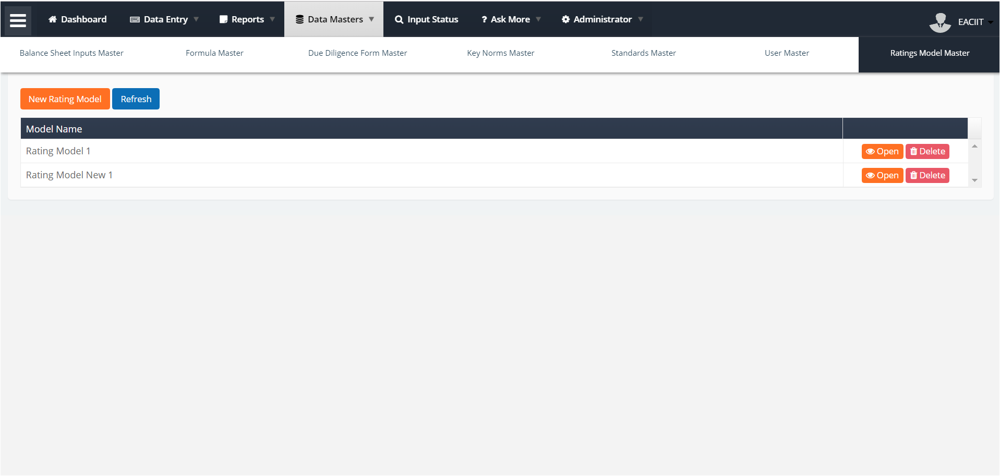 Dashboard Data Entry Reports Data Masters Input Status ? Ask More Administrator EACIIT
Balance Sheet Inputs Master Formula Master Due Diligence Form Master Key Norms Master Standards Master User Master Ratings Model Master
New Rating Model Refresh
Model Name
Rating Model 1 Open Delete
Rating Model New 1 Open Delete